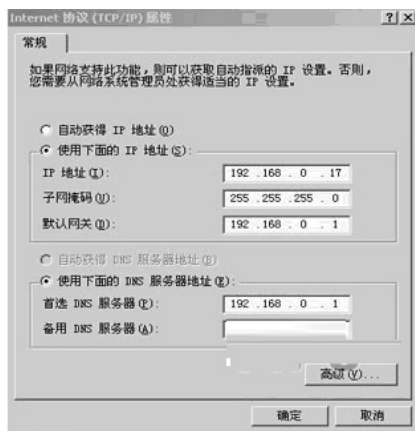 Internet 协议 (TCP/IP) 属性
常规
如果网络支持此功能，则可以获取自动指派的 IP 设置。否则，
您需要从网络系统管理员处获得适当的 IP 设置。
自动获得 IP 地址(O)
使用下面的 IP 地址(S):
IP 地址(I): 192 .168 . 0 . 17
子网掩码(U): 255 .255 .255 . 0
默认网关(D): 192 .168 . 0 . 1
自动获得 DNS 服务器地址(B)
使用下面的 DNS 服务器地址(E):
首选 DNS 服务器(P): 192 .168 . 0 . 1
备用 DNS 服务器(A):
高级(V)...
确定 取消